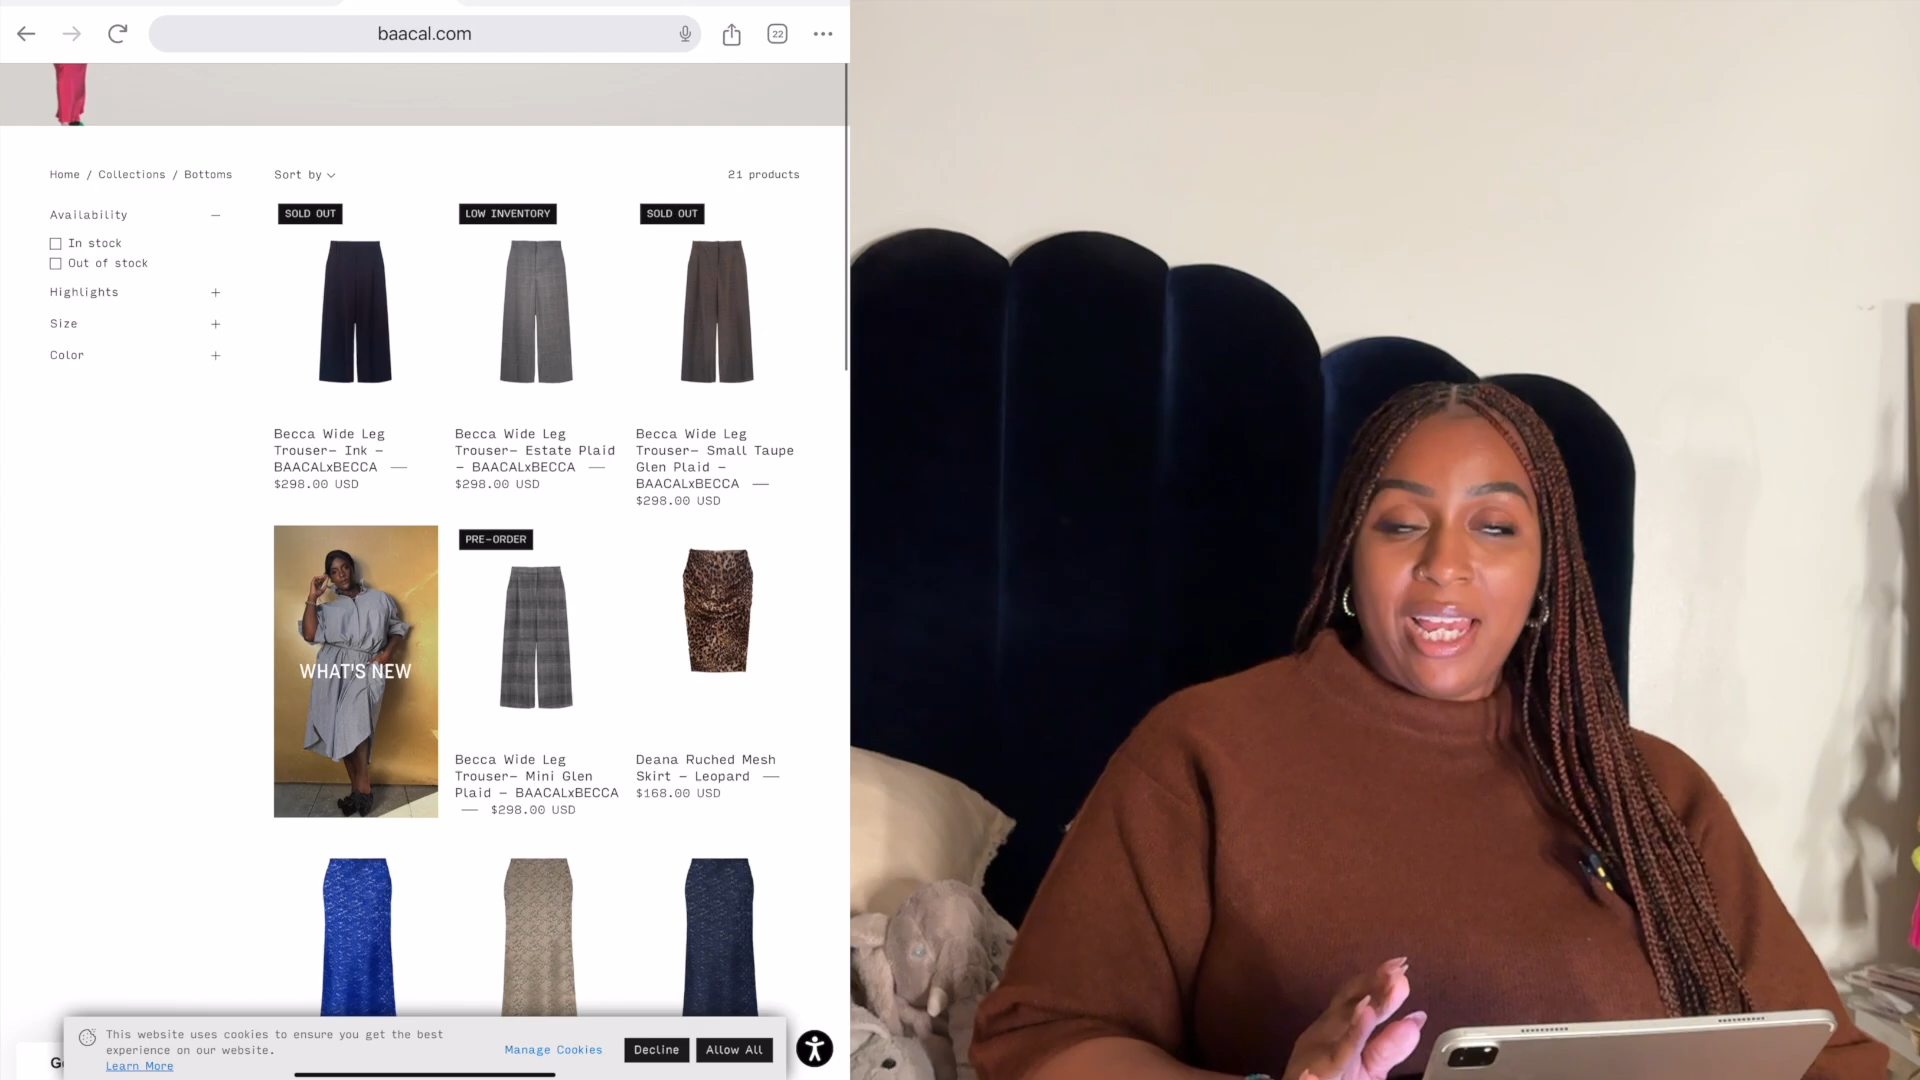 baacal.com
22
Home / Collections / Bottoms
Sort by
21 products
Availability
In stock
Out of stock
Highlights
Size
Color
SOLD OUT
Becca Wide Leg
Trouser– Ink –
BAACALxBECCA —
$298.00 USD
LOW INVENTORY
Becca Wide Leg
Trouser– Estate Plaid
– BAACALxBECCA —
$298.00 USD
SOLD OUT
Becca Wide Leg
Trouser– Small Taupe
Glen Plaid –
BAACALxBECCA —
$298.00 USD
WHAT'S NEW
PRE-ORDER
Becca Wide Leg
Trouser– Mini Glen
Plaid – BAACALxBECCA
— $298.00 USD
Deana Ruched Mesh
Skirt – Leopard —
$168.00 USD
This website uses cookies to ensure you get the best
experience on our website.
Learn More
Manage Cookies
Decline
Allow All